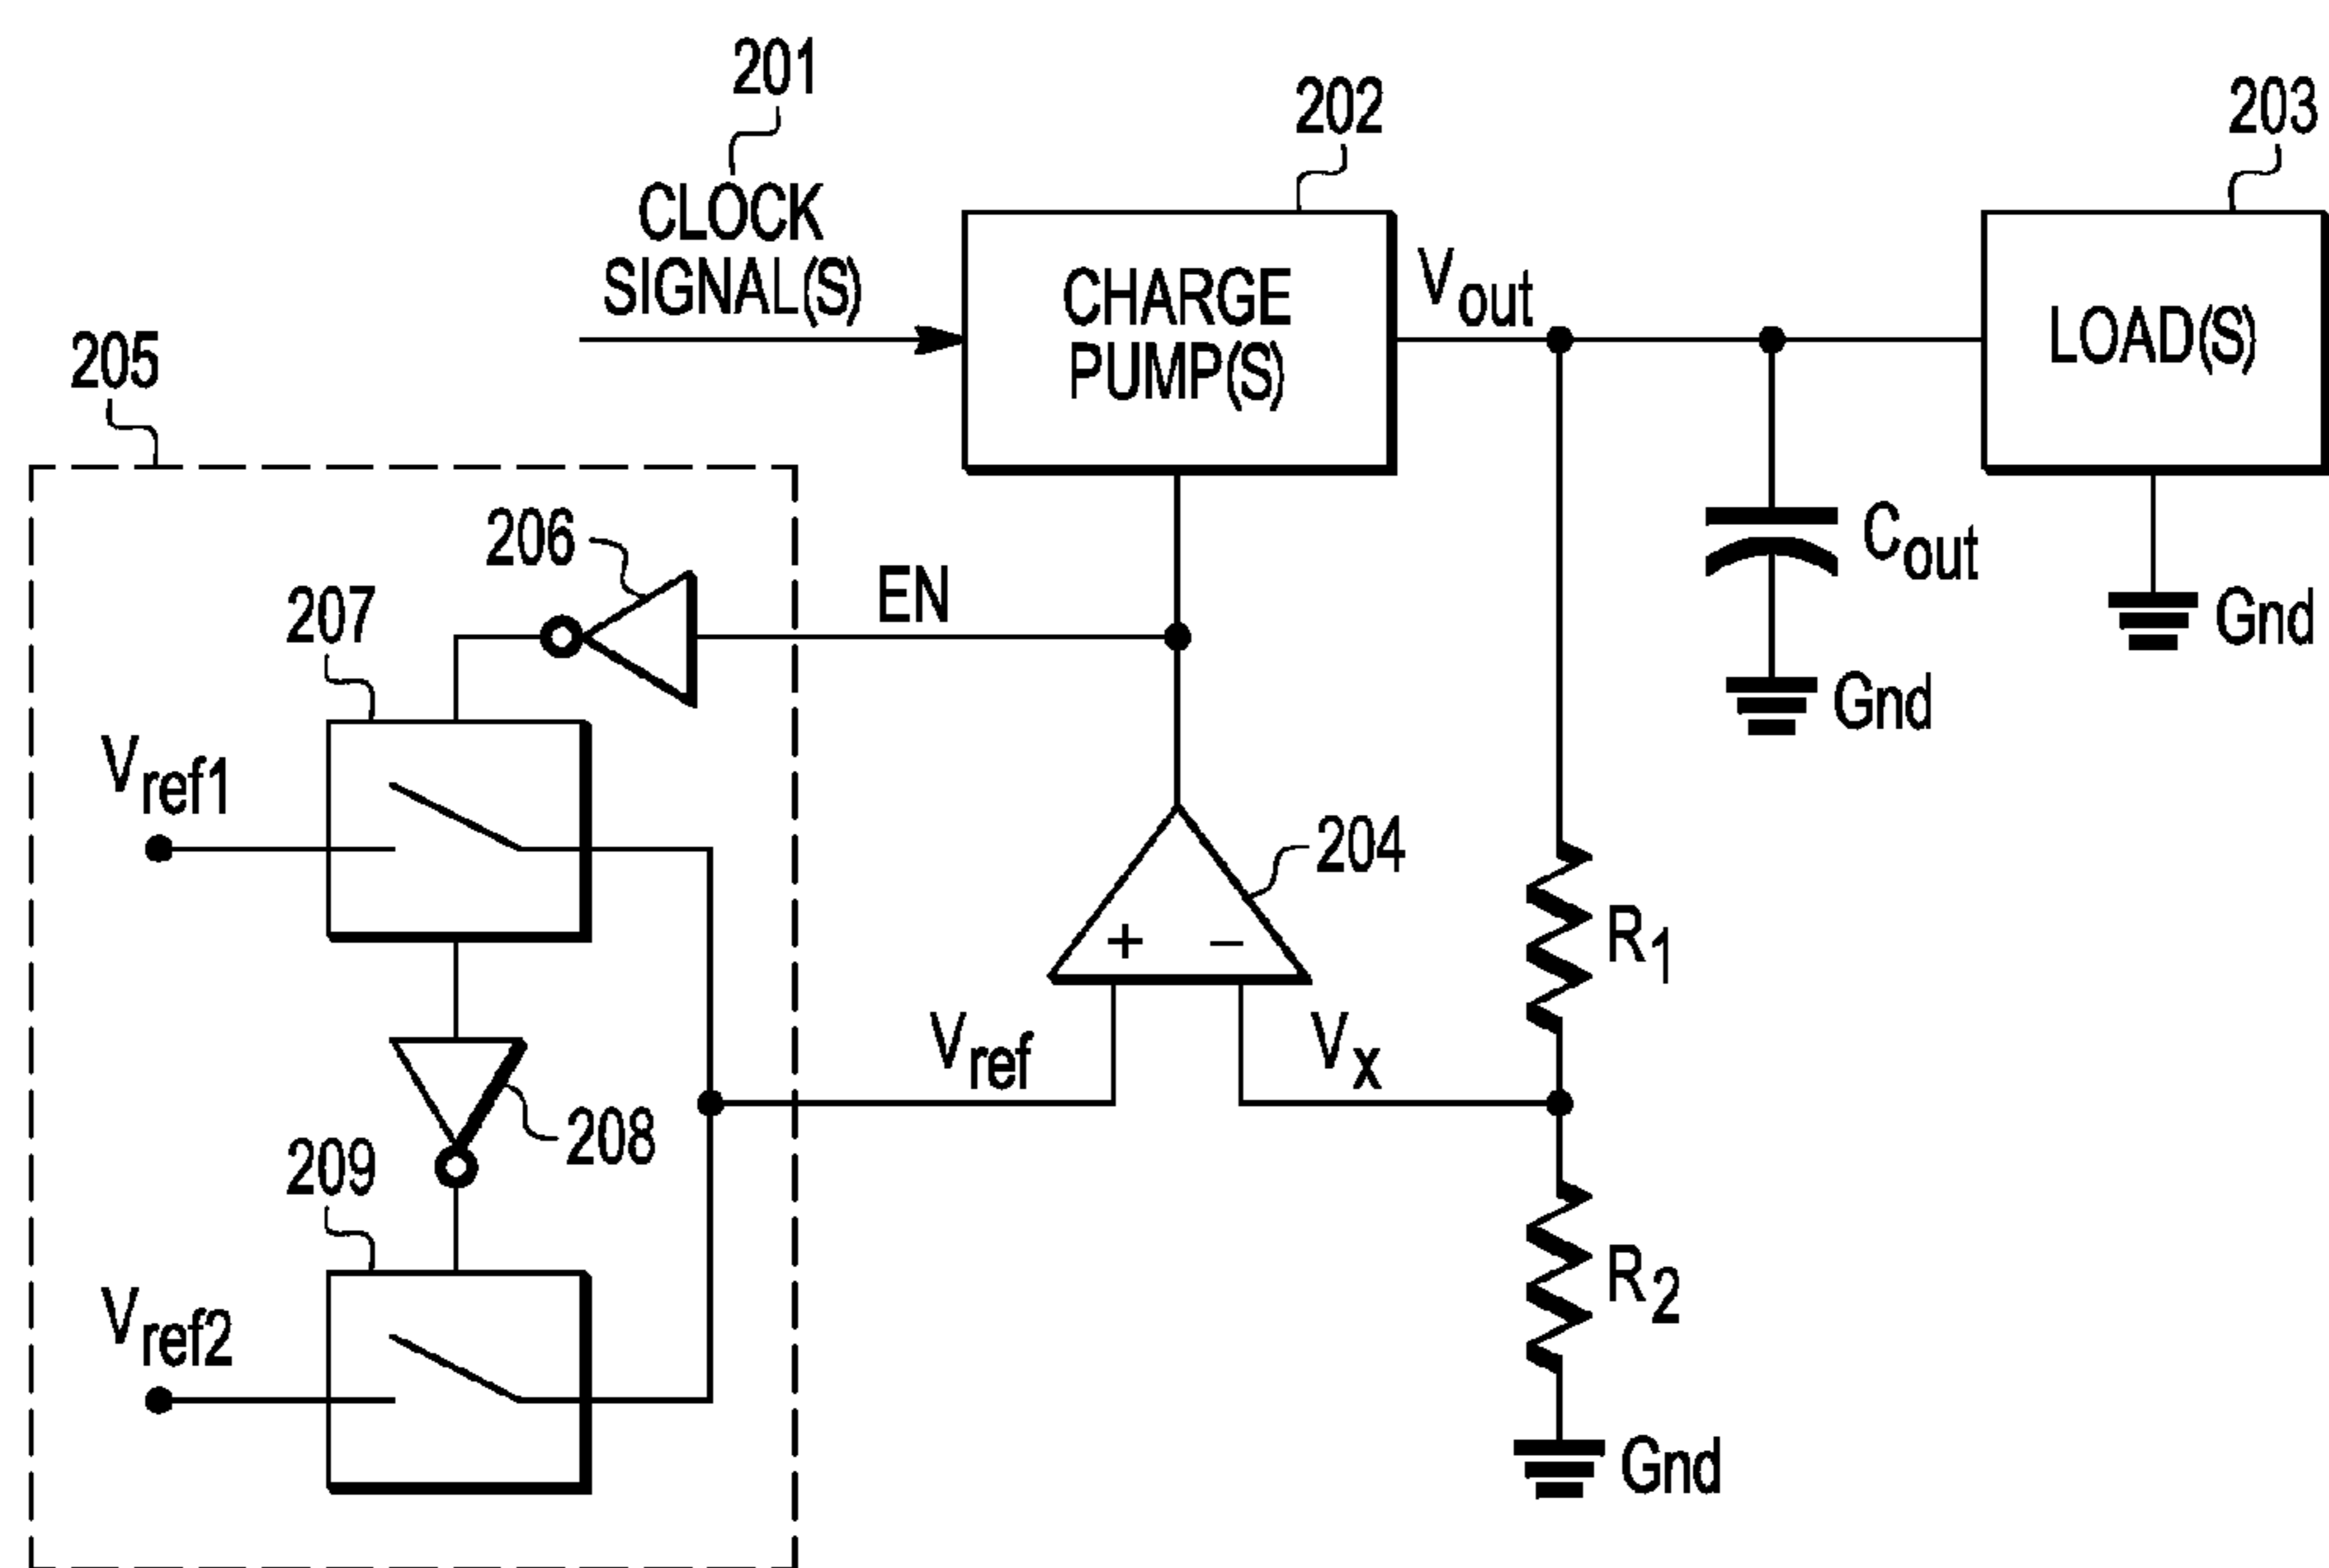 201
202
203
CLOCK
SIGNAL(S)
CHARGE
PUMP(S)
Vout
LOAD(S)
205
206
EN
Cout
Gnd
207
Gnd
Vref1
204
+
−
R1
Vref
Vx
208
209
R2
Vref2
Gnd